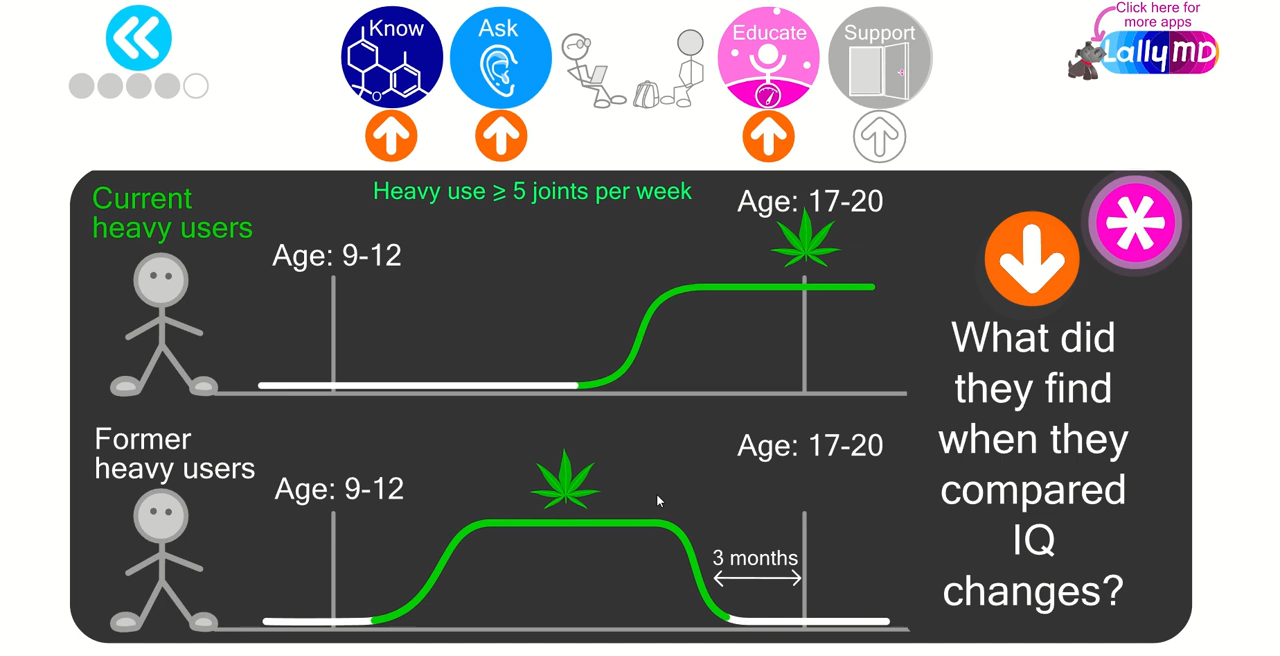 Know
Ask
Educate
Support
Click here for
more apps
LallyMD
Current
heavy users
Heavy use ≥ 5 joints per week
Age: 17-20
Age: 9-12
Former
heavy users
Age: 17-20
Age: 9-12
3 months
What did
they find
when they
compared
IQ
changes?
O